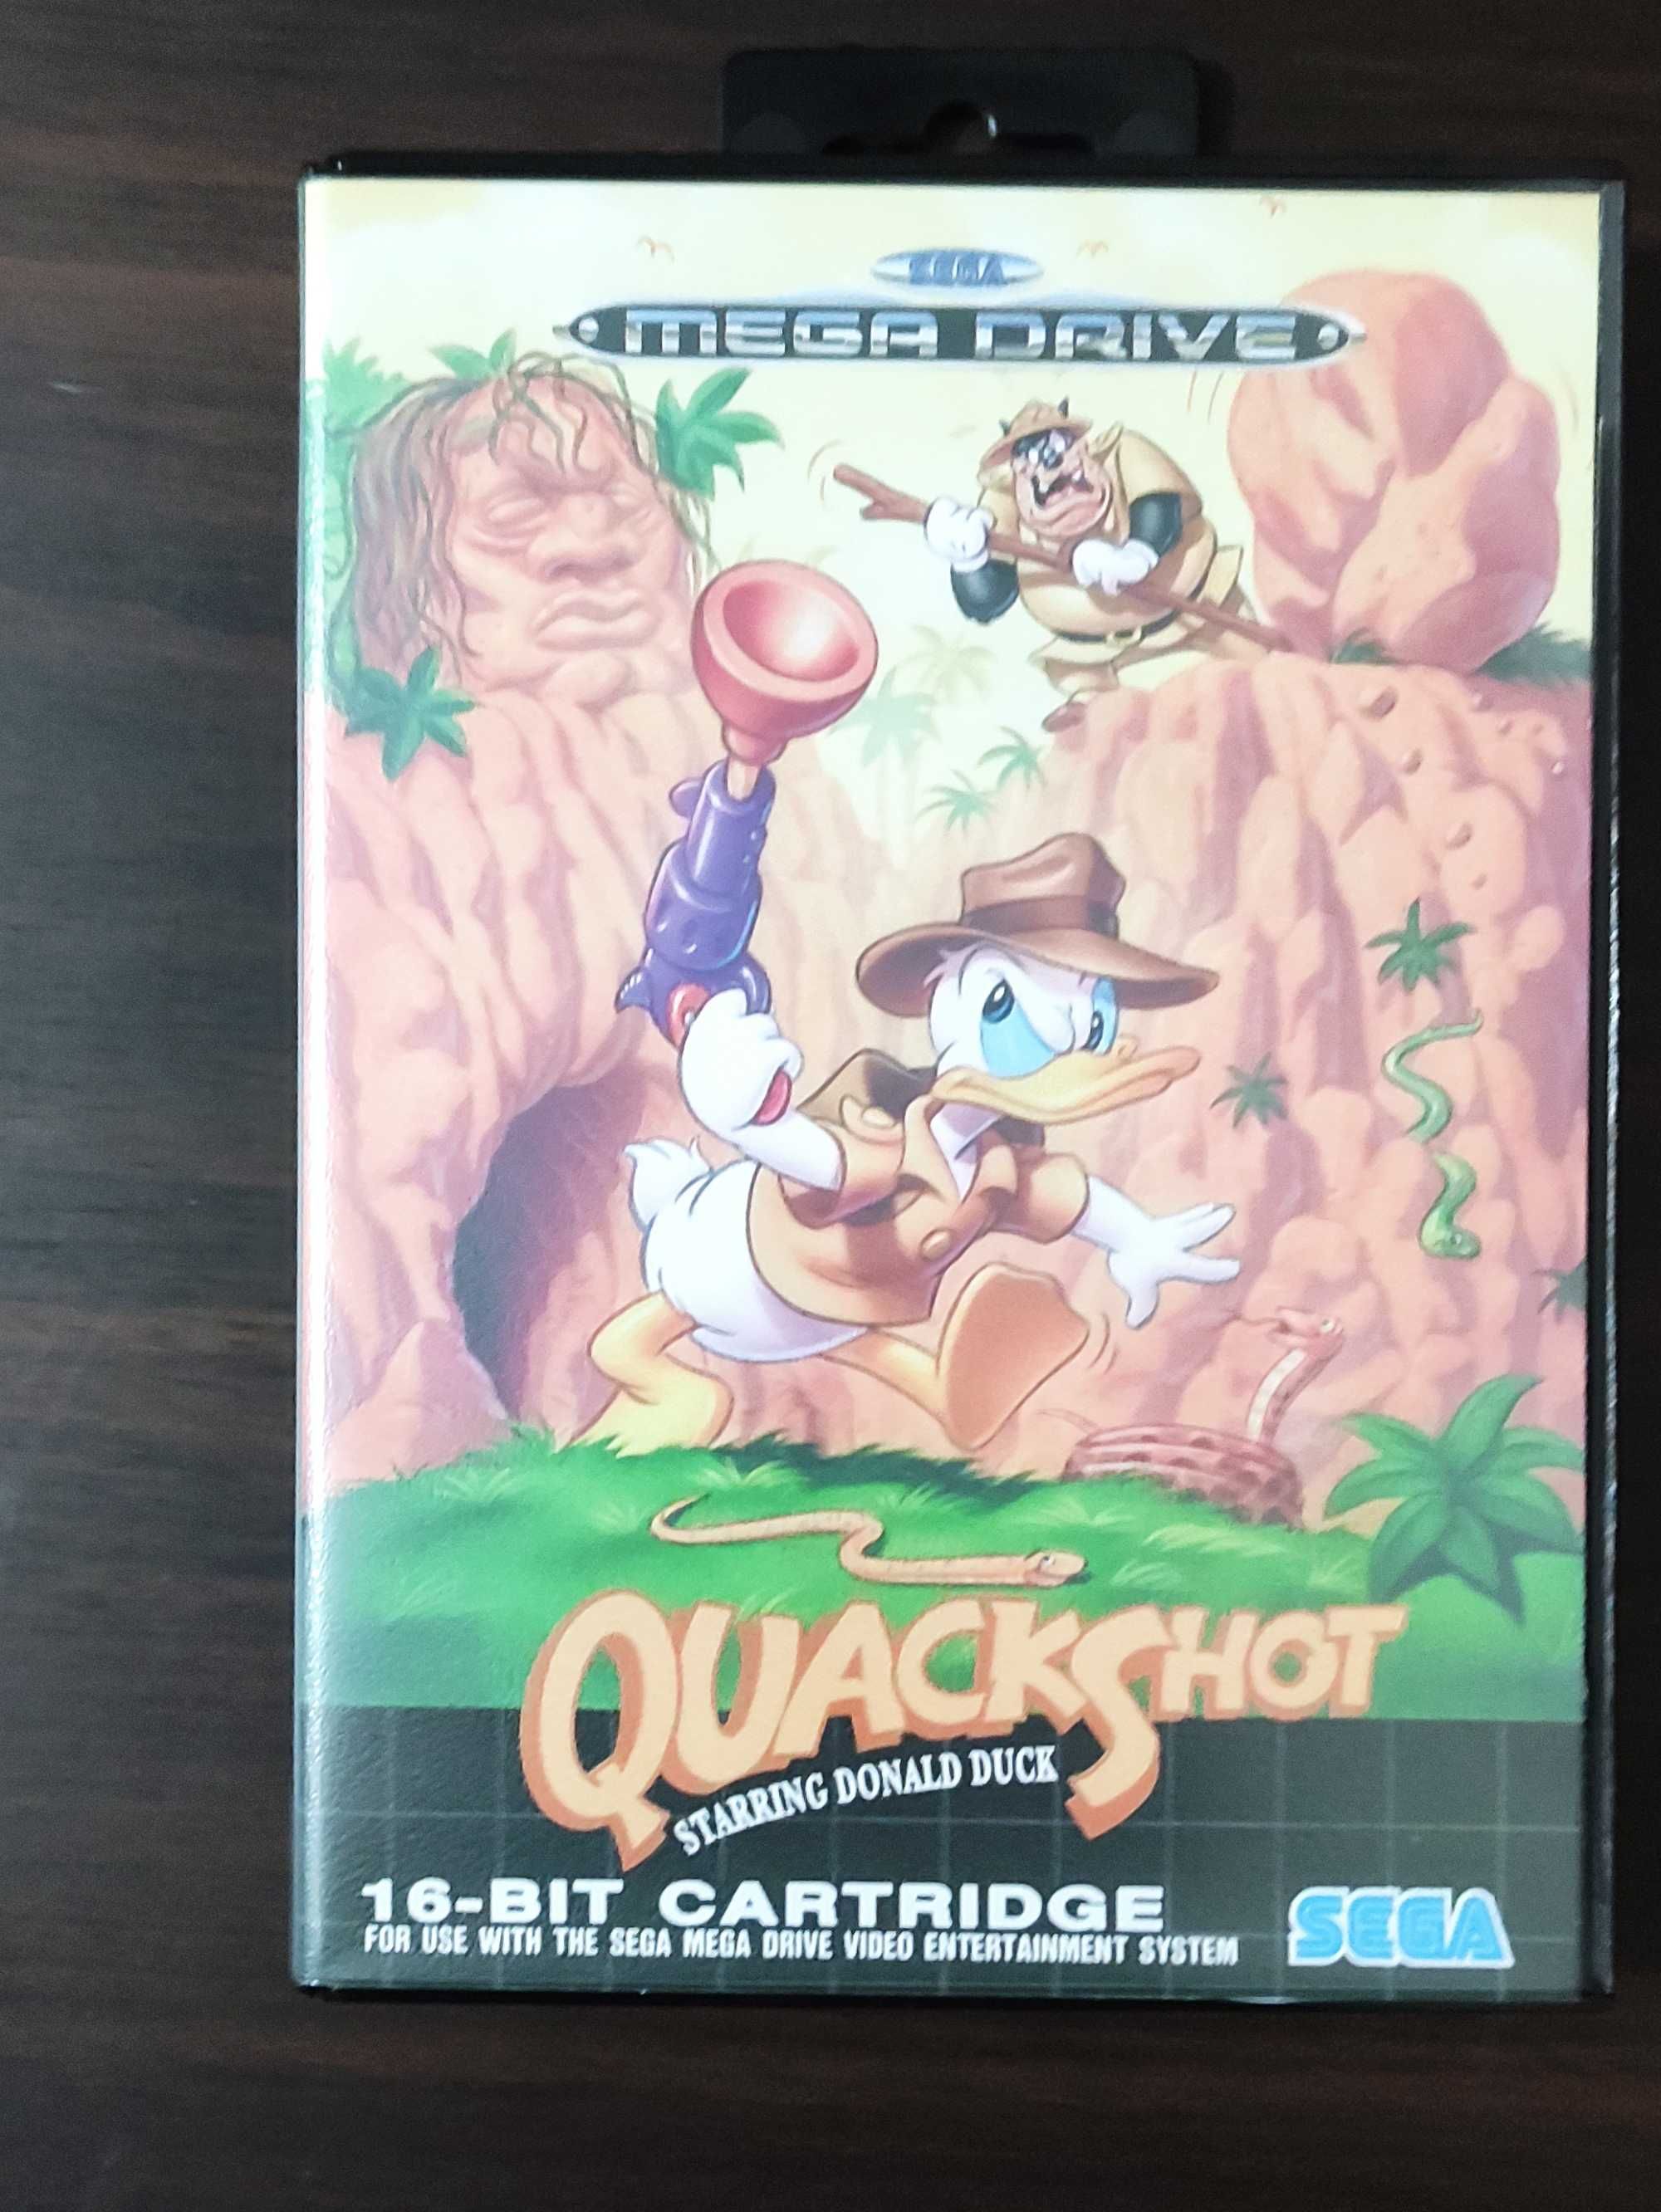 SEGA
MEGA DRIVE
QUACKSHOT
STARRING DONALD DUCK
16-BIT CARTRIDGE
FOR USE WITH THE SEGA MEGA DRIVE VIDEO ENTERTAINMENT SYSTEM
SEGA